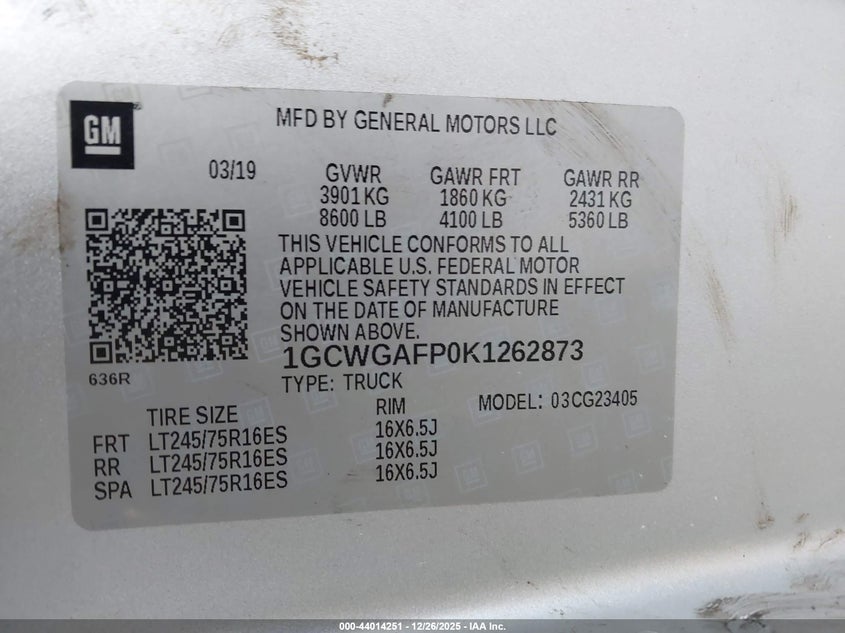 GM
MFD BY GENERAL MOTORS LLC
03/19 GVWR GAWR FRT GAWR RR
3901 KG 1860 KG 2431 KG
8600 LB 4100 LB 5360 LB
THIS VEHICLE CONFORMS TO ALL
APPLICABLE U.S. FEDERAL MOTOR
VEHICLE SAFETY STANDARDS IN EFFECT
ON THE DATE OF MANUFACTURE
SHOWN ABOVE.
1GCWGAFP0K1262873
636R
TYPE: TRUCK
MODEL: 03CG23405
TIRE SIZE RIM
FRT LT245/75R16ES 16X6.5J
RR LT245/75R16ES 16X6.5J
SPA LT245/75R16ES 16X6.5J
000-44014251 - 12/26/2025 - IAA Inc.